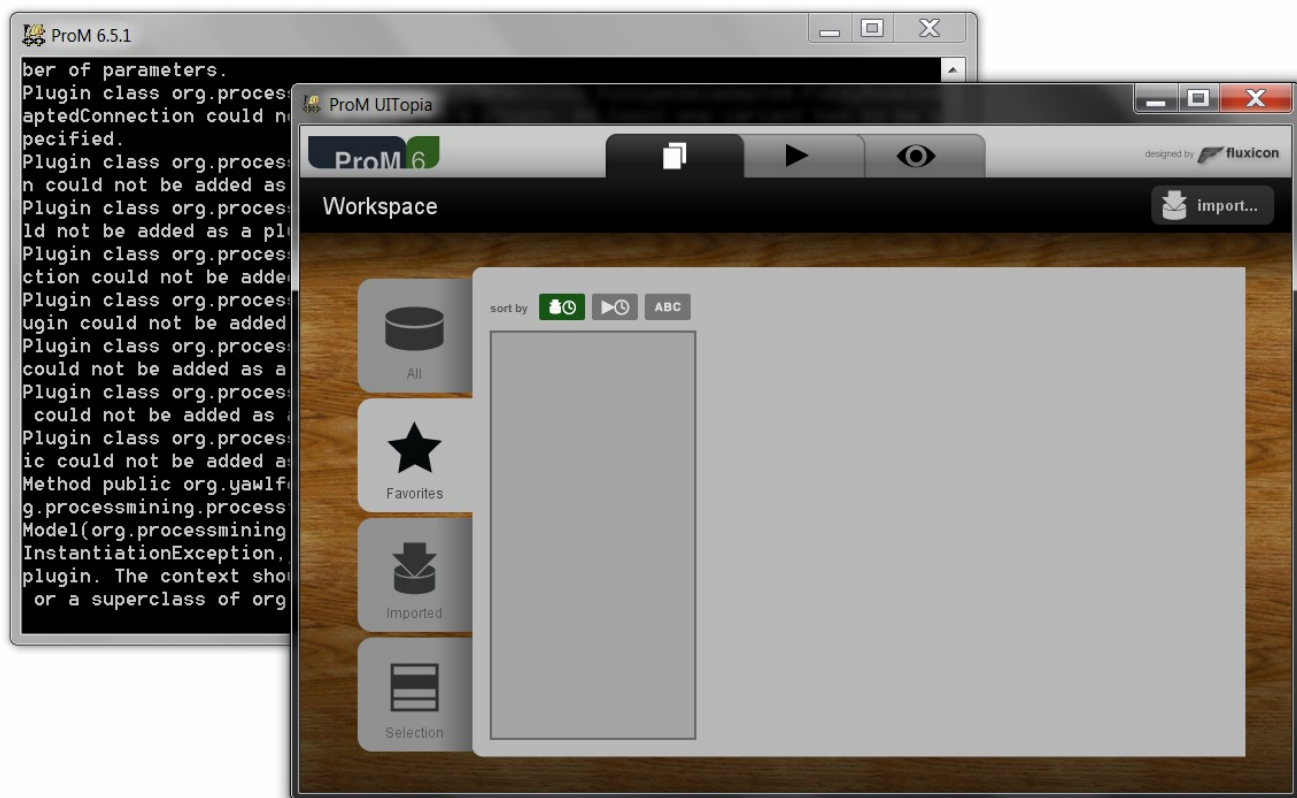 ProM 6.5.1
ber of parameters.
Plugin class org.process
aptedConnection could n
pecified.
Plugin class org.process
n could not be added as
Plugin class org.process
ld not be added as a pl
Plugin class org.process
ction could not be adde
Plugin class org.process
ugin could not be added
Plugin class org.process
could not be added as a
Plugin class org.process
could not be added as
Plugin class org.process
ic could not be added a
Method public org.yawlf
g.processmining.process
Model(org.processmining
InstantiationException,
plugin. The context shou
or a superclass of org
ProM UITopia
ProM 6
designed by fluxicon
Workspace
import...
sort by
ABC
All
Favorites
Imported
Selection